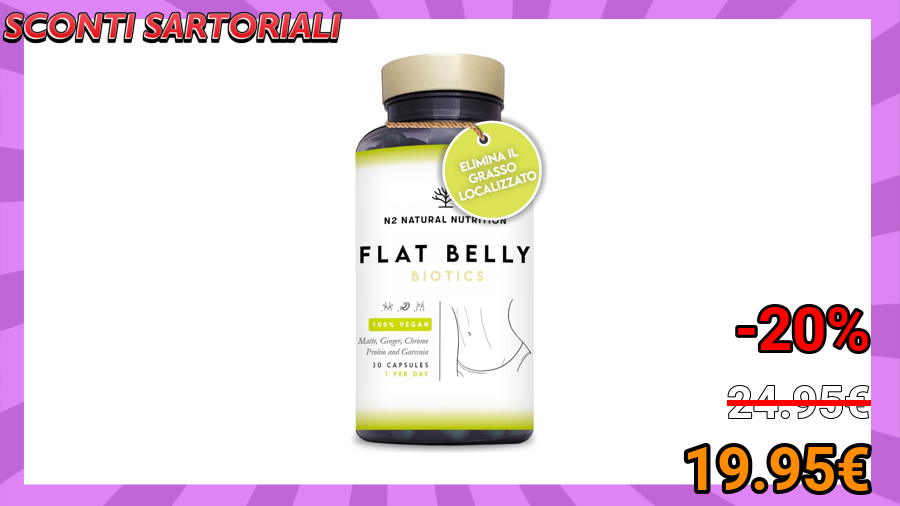 SCONTI SARTORIALI
ELIMINA IL
GRASSO
LOCALIZZATO
N2 NATURAL NUTRITION
FLAT BELLY
BIOTICS
100% VEGAN
Matte, Ginger, Chrome
Probio and Garcinia
30 CAPSULES
1 PER DAY
-20%
24.95€
19.95€